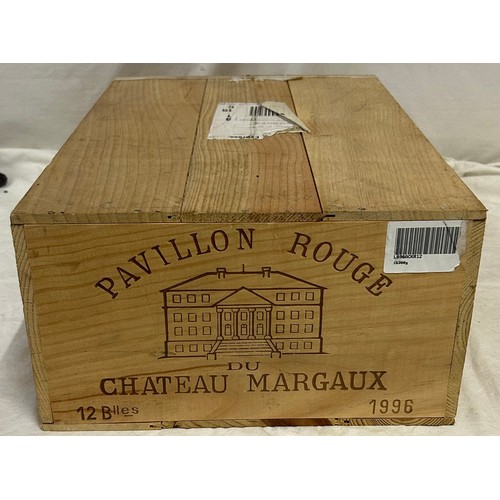 PAVILLON ROUGE
DU
CHATEAU MARGAUX
12 Blles
1996